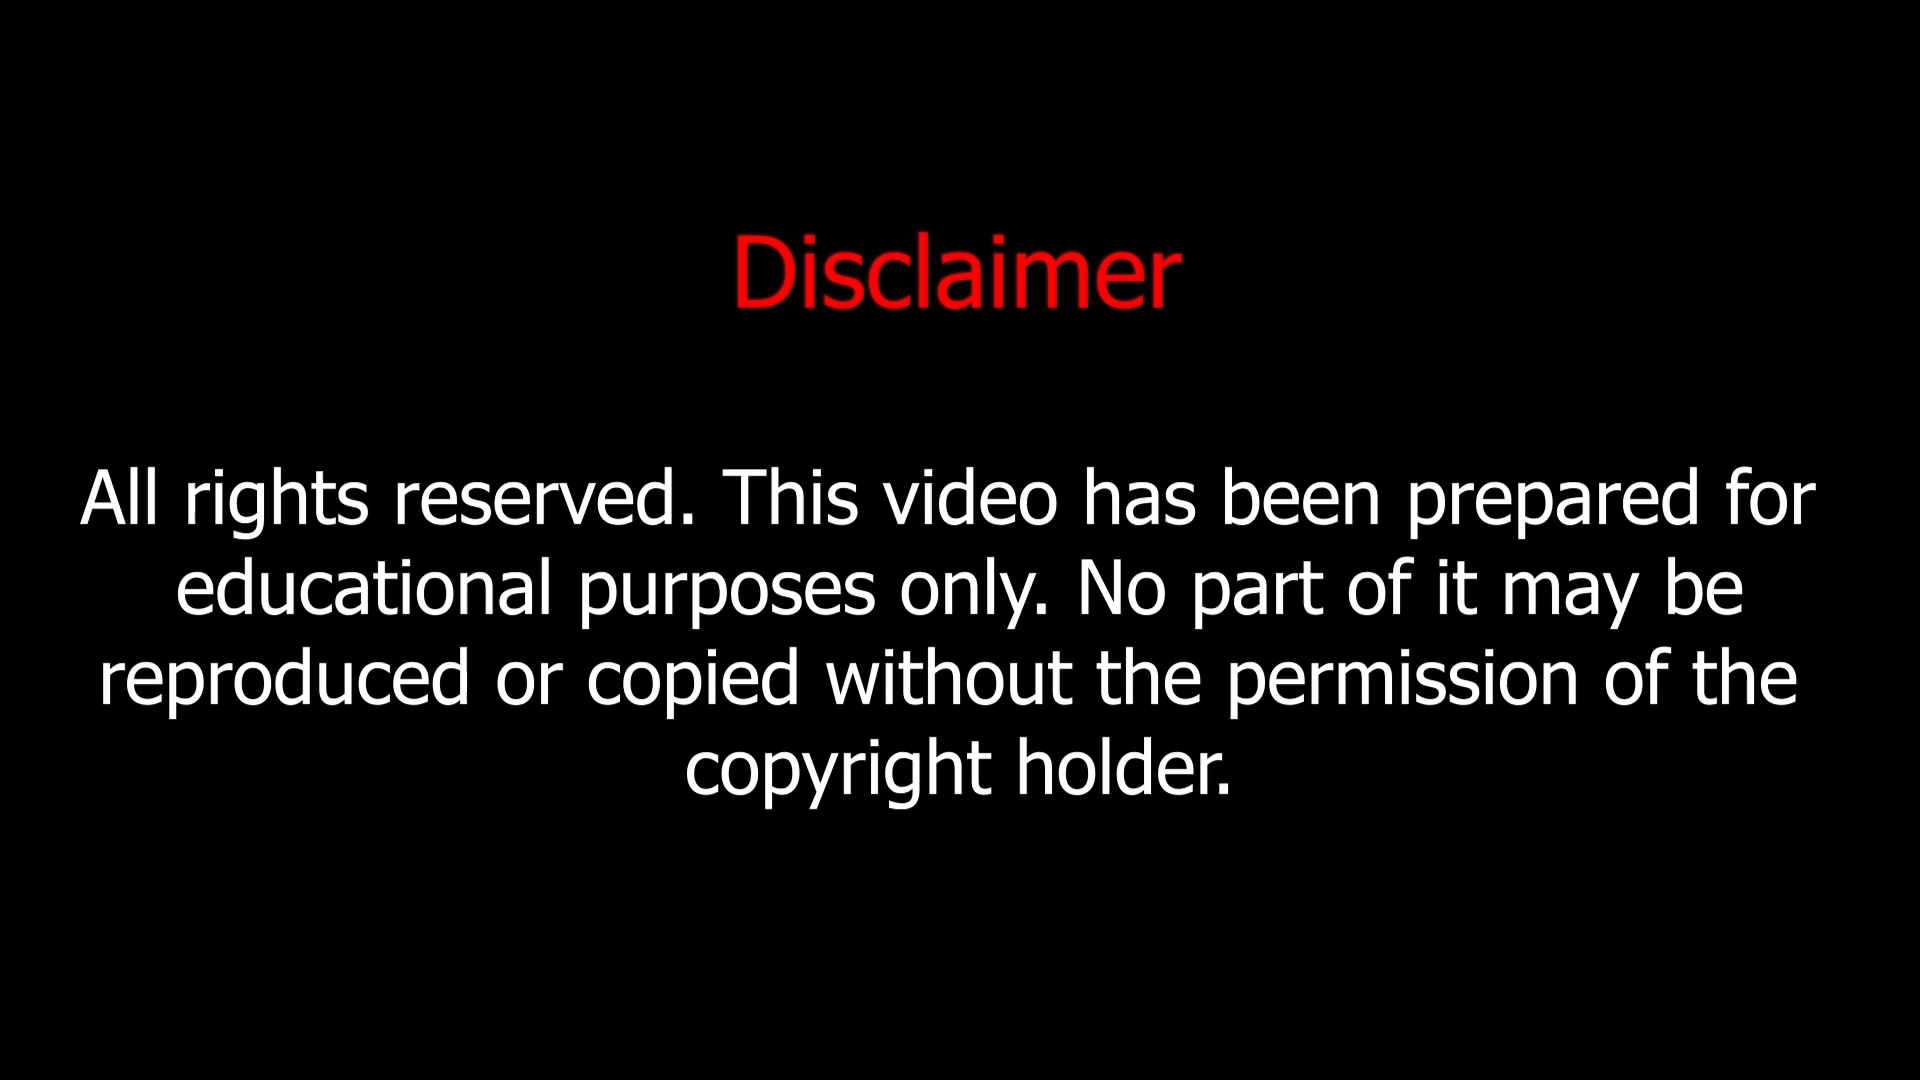 Disclaimer
All rights reserved. This video has been prepared for
educational purposes only. No part of it may be
reproduced or copied without the permission of the
copyright holder.